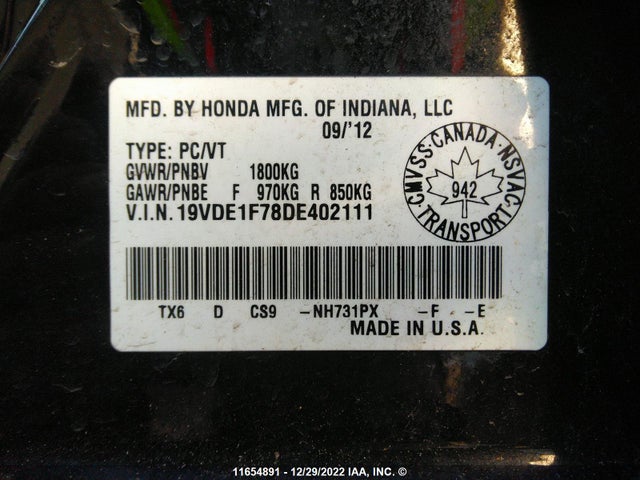 MFD. BY HONDA MFG. OF INDIANA, LLC
09/'12
TYPE: PC/VT
GVWR/PNBV 1800KG
GAWR/PNBE F 970KG R 850KG
V.I.N. 19VDE1F78DE402111
CMVSS · CANADA · NSVAC
942
TRANSPORT
TX6 D CS9 -NH731PX -F -E
MADE IN U.S.A.
11654891 - 12/29/2022 IAA, INC. ©